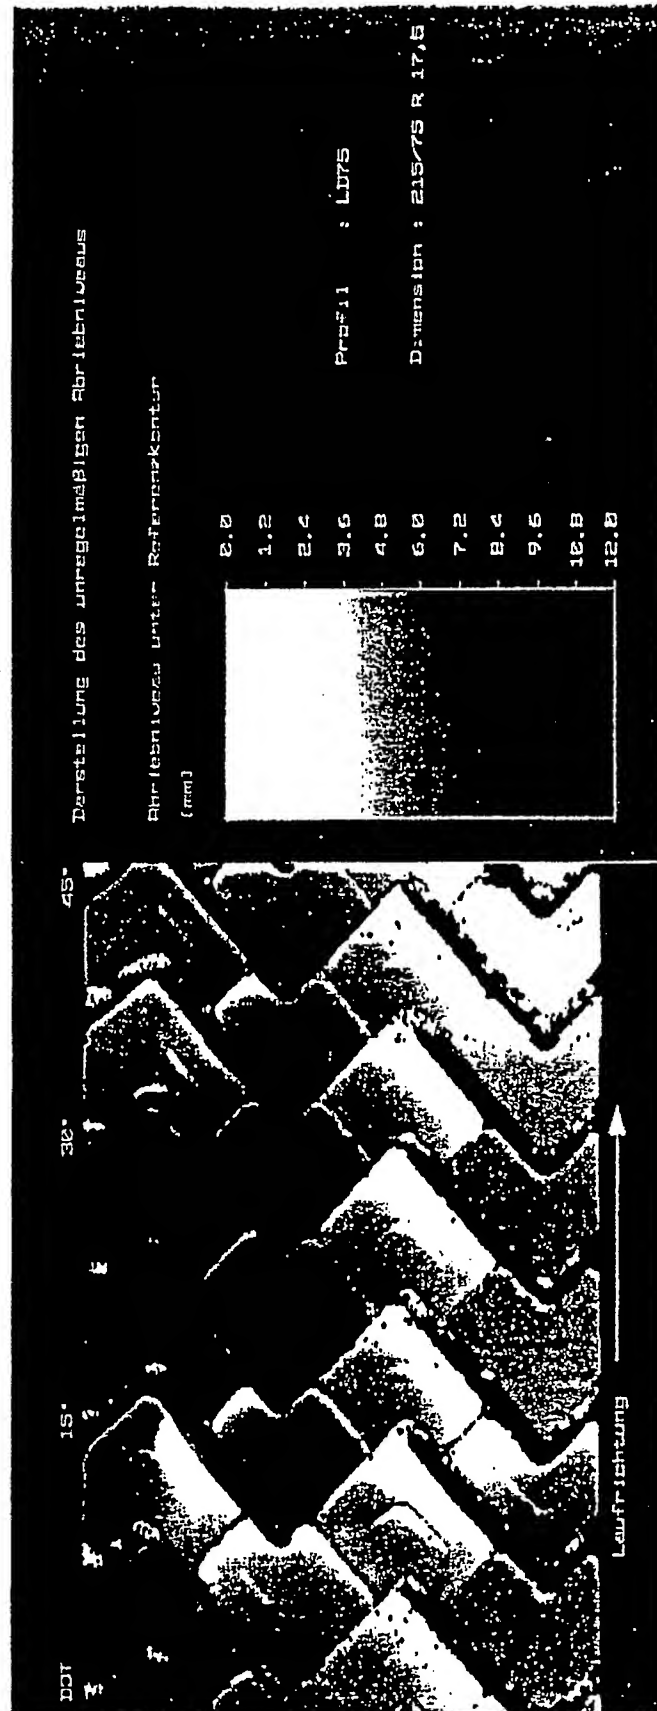 Darstellung des unregelmäßigen Abriebniveaus
Abriebniveau unter Referenzkontur
[mm]
0.0
1.2
2.4
3.6
4.8
6.0
7.2
8.4
9.6
10.8
12.0
Profil : LD75
Dimension : 215/75 R 17,5
DOT
15°
30°
45°
Laufrichtung